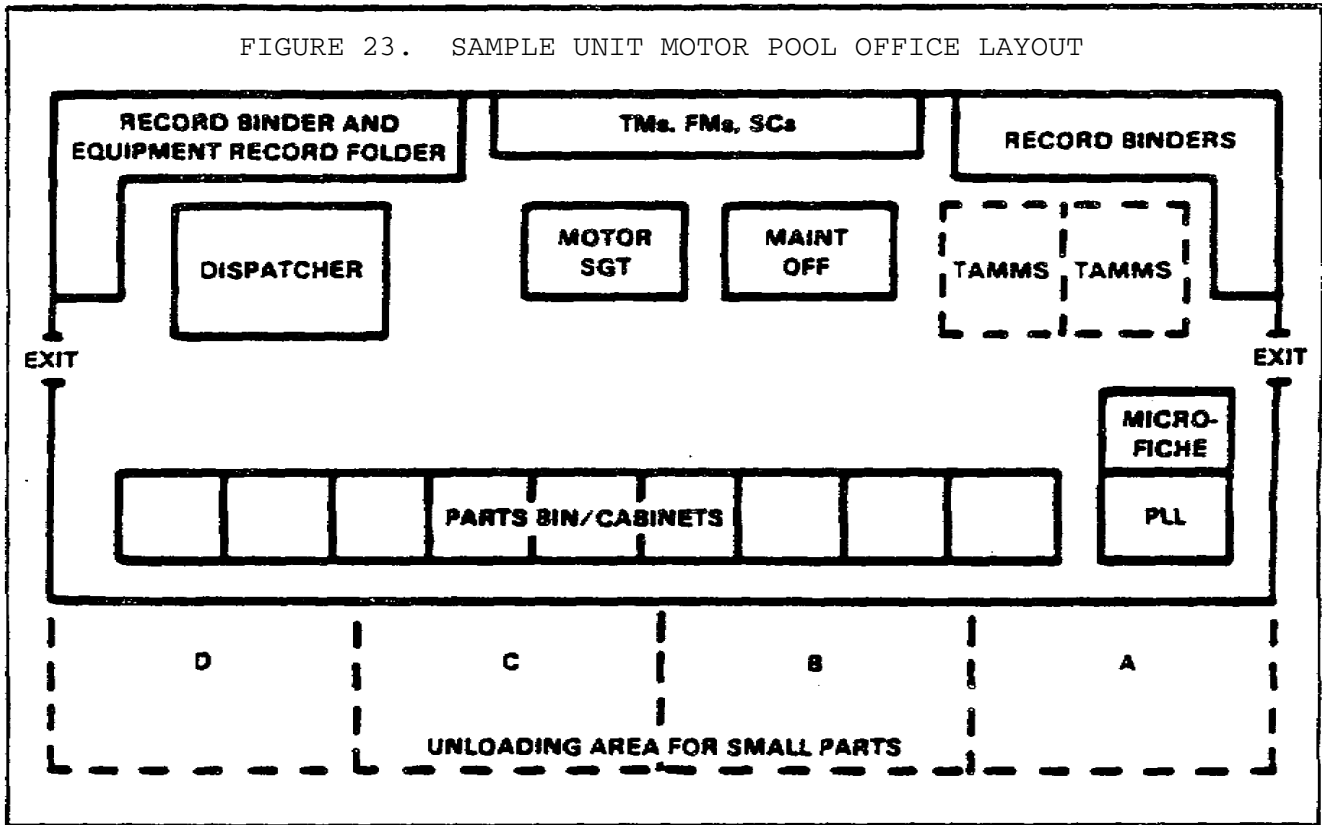 FIGURE 23. SAMPLE UNIT MOTOR POOL OFFICE LAYOUT
RECORD BINDER AND
EQUIPMENT RECORD FOLDER
TMs. FMs, SCs
RECORD BINDERS
DISPATCHER
MOTOR
SGT
MAINT
OFF
TAMMS
TAMMS
EXIT
EXIT
MICRO-
FICHE
PARTS BIN/CABINETS
PLL
D
C
B
A
UNLOADING AREA FOR SMALL PARTS